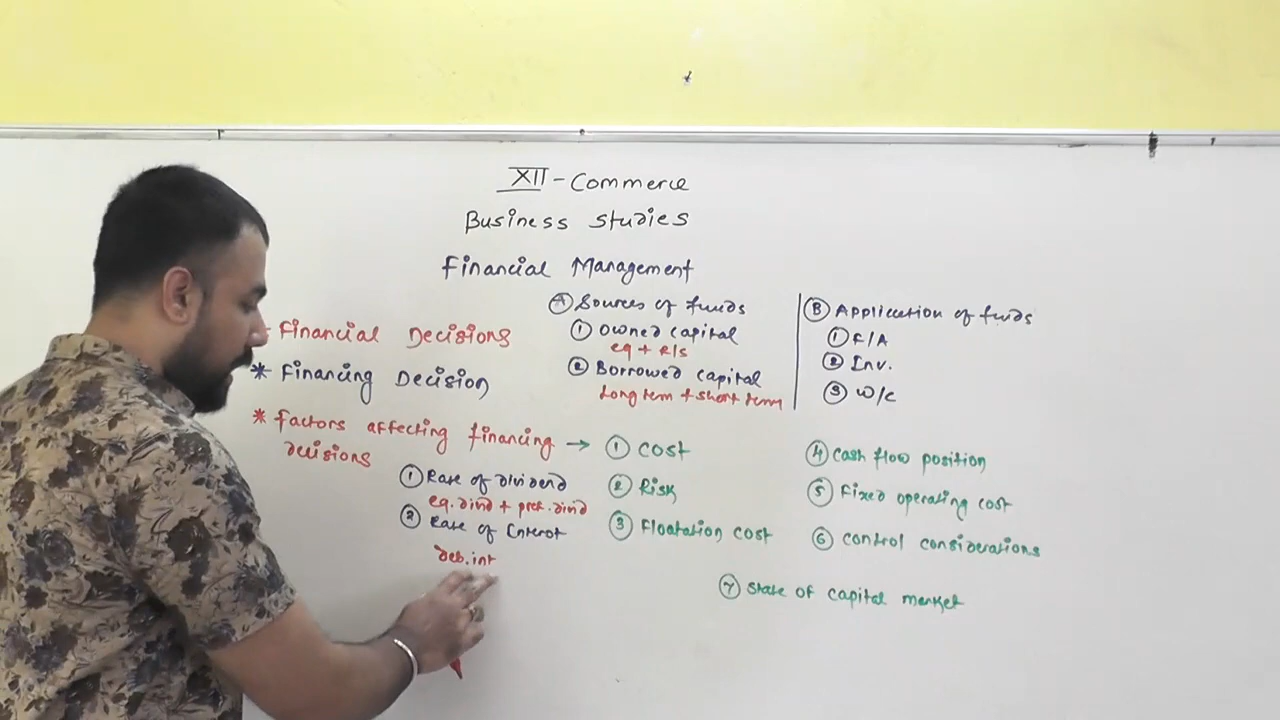 XII - Commerce
Business Studies
Financial Management
A Sources of funds
1 Owned capital
eq + R/s
2 Borrowed capital
Long term + short term
B Application of funds
1 F/A
2 Inv.
3 W/C
* Financial Decisions
* Financing Decision
* Factors affecting financing decisions →
1 Rate of Dividend
eq. divd + pref. divd
2 Rate of Interest
Deb. int
1 Cost
2 Risk
3 Floatation cost
4 Cash flow position
5 Fixed operating cost
6 Control considerations
7 State of capital market